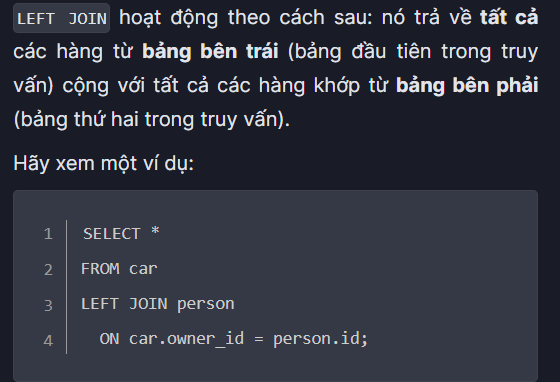 LEFT JOIN hoạt động theo cách sau: nó trả về tất cả
các hàng từ bảng bên trái (bảng đầu tiên trong truy
vấn) cộng với tất cả các hàng khớp từ bảng bên phải
(bảng thứ hai trong truy vấn).
Hãy xem một ví dụ:
1 SELECT *
2 FROM car
3 LEFT JOIN person
4 ON car.owner_id = person.id;